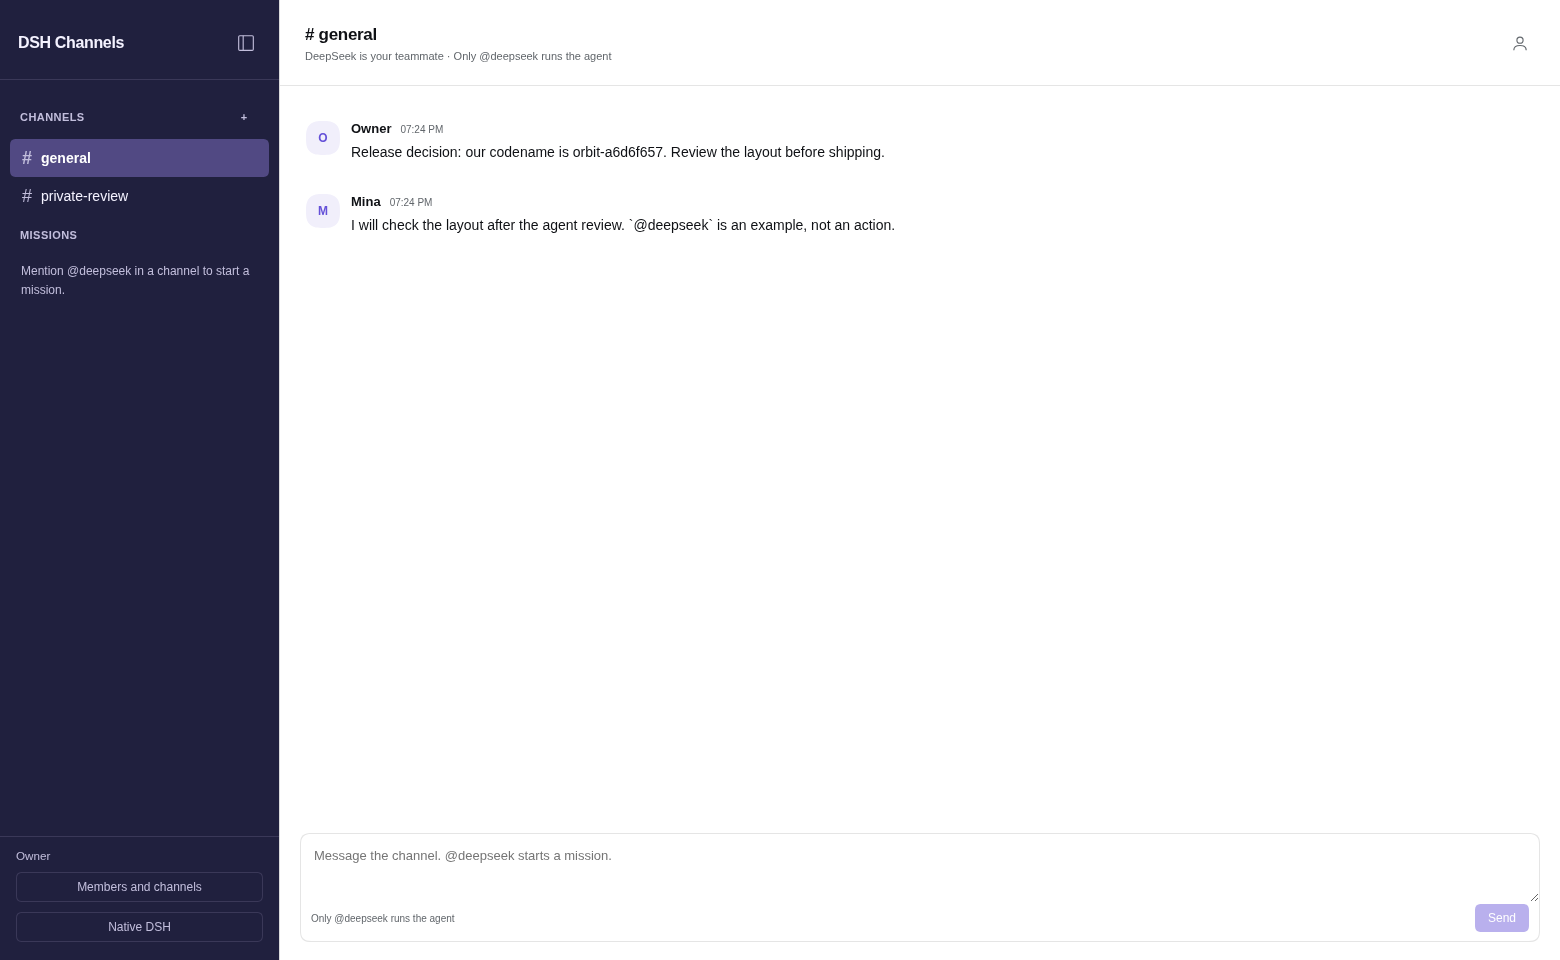 DSH Channels
CHANNELS +
# general
# private-review
MISSIONS
Mention @deepseek in a channel to start a
mission.
Owner
Members and channels
Native DSH
# general
DeepSeek is your teammate · Only @deepseek runs the agent
O
Owner 07:24 PM
Release decision: our codename is orbit-a6d6f657. Review the layout before shipping.
M
Mina 07:24 PM
I will check the layout after the agent review. `@deepseek` is an example, not an action.
Message the channel. @deepseek starts a mission.
Only @deepseek runs the agent
Send